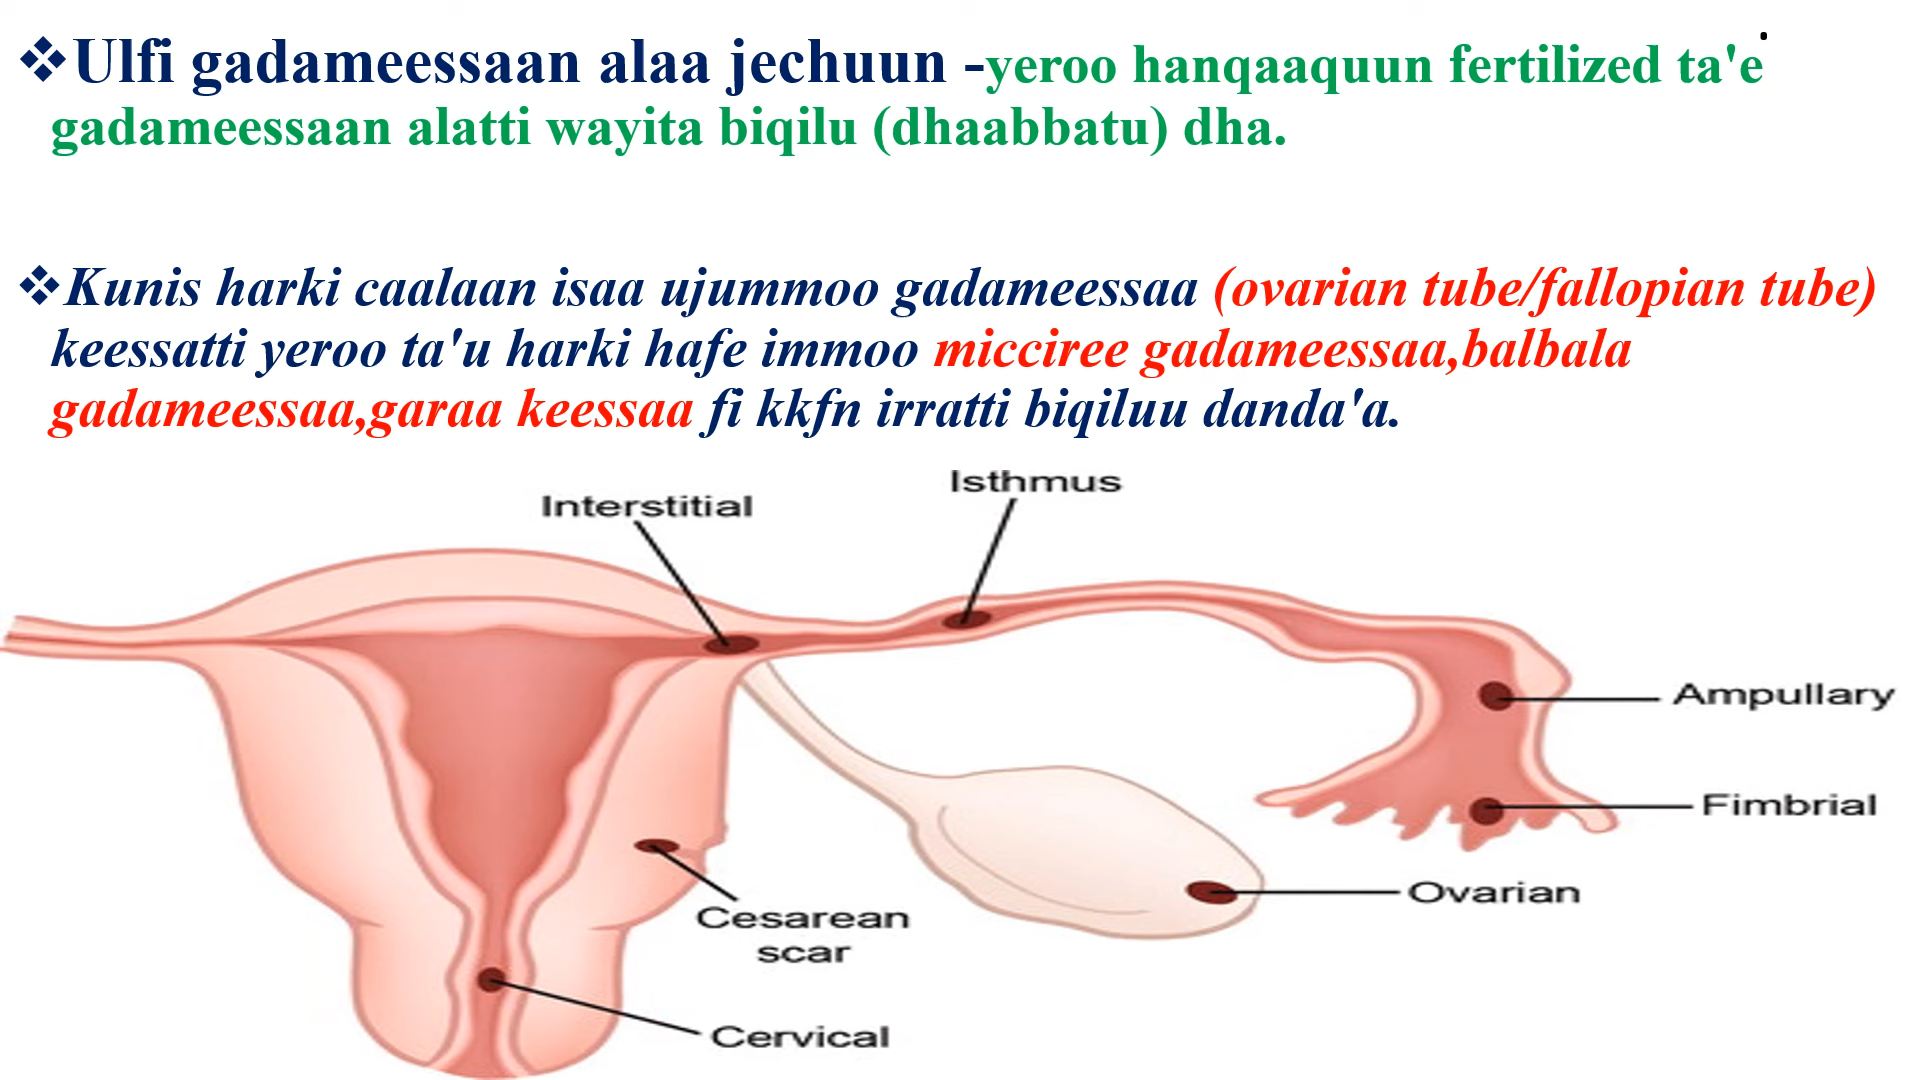 ❖Ulfi gadameessaan alaa jechuun -yeroo hanqaaquun fertilized ta'e
gadameessaan alatti wayita biqilu (dhaabbatu) dha.
.
❖Kunis harki caalaan isaa ujummoo gadameessaa (ovarian tube/fallopian tube)
keessatti yeroo ta'u harki hafe immoo micciree gadameessaa,balbala
gadameessaa,garaa keessaa fi kkfn irratti biqiluu danda'a.
Isthmus
Interstitial
Ampullary
Fimbrial
Ovarian
Cesarean
scar
Cervical